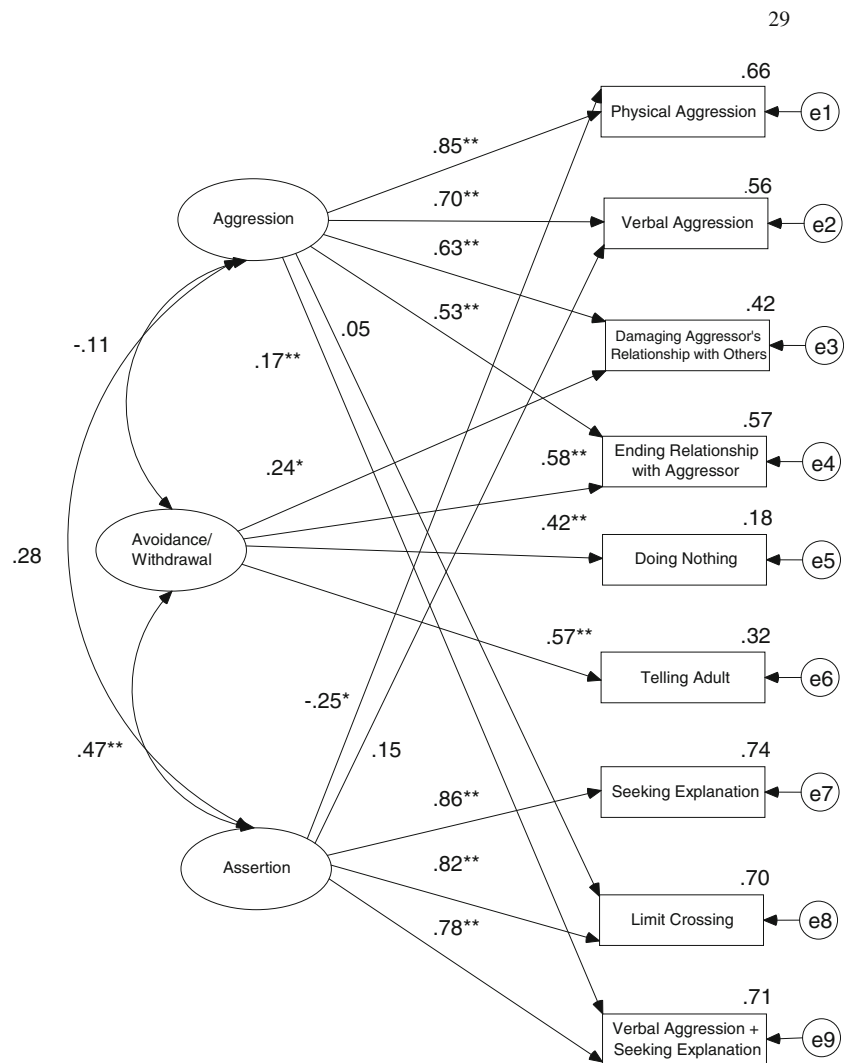 29
.66
Physical Aggression
e1
.85**
.56
.70**
Aggression
Verbal Aggression
e2
.63**
.42
.53**
.05
-.11
Damaging Aggressor's
Relationship with Others
e3
.17**
.57
.24*
.58**
Ending Relationship
with Aggressor
e4
.42**
.18
Avoidance/
Withdrawal
.28
Doing Nothing
e5
.57**
.32
Telling Adult
e6
-.25*
.47**
.15
.74
.86**
Seeking Explanation
e7
Assertion
.82**
.70
.78**
Limit Crossing
e8
.71
Verbal Aggression +
Seeking Explanation
e9